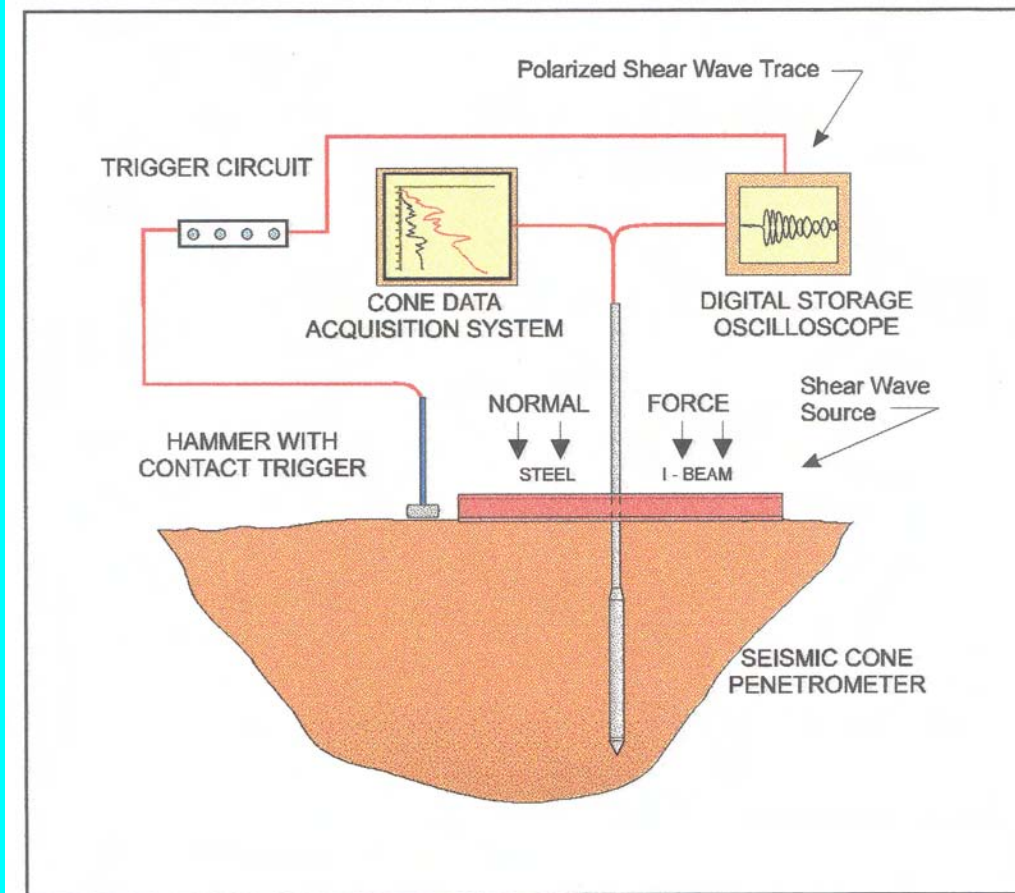 Polarized Shear Wave Trace
TRIGGER CIRCUIT
CONE DATA
ACQUISITION SYSTEM
DIGITAL STORAGE
OSCILLOSCOPE
Shear Wave
Source
NORMAL FORCE
STEEL I - BEAM
HAMMER WITH
CONTACT TRIGGER
SEISMIC CONE
PENETROMETER